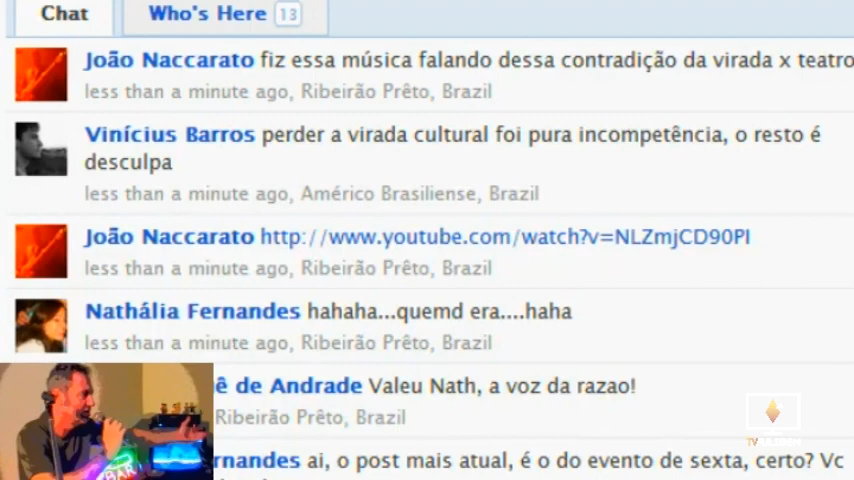 Chat Who's Here 13
João Naccarato fiz essa música falando dessa contradição da virada x teatro
less than a minute ago, Ribeirão Prêto, Brazil
Vinícius Barros perder a virada cultural foi pura incompetência, o resto é
desculpa
less than a minute ago, Américo Brasiliense, Brazil
João Naccarato http://www.youtube.com/watch?v=NLZmjCD90PI
less than a minute ago, Ribeirão Prêto, Brazil
Nathália Fernandes hahaha...quemd era....haha
less than a minute ago, Ribeirão Prêto, Brazil
ê de Andrade Valeu Nath, a voz da razao!
Ribeirão Prêto, Brazil
rnandes ai, o post mais atual, é o do evento de sexta, certo? Vc
BAR